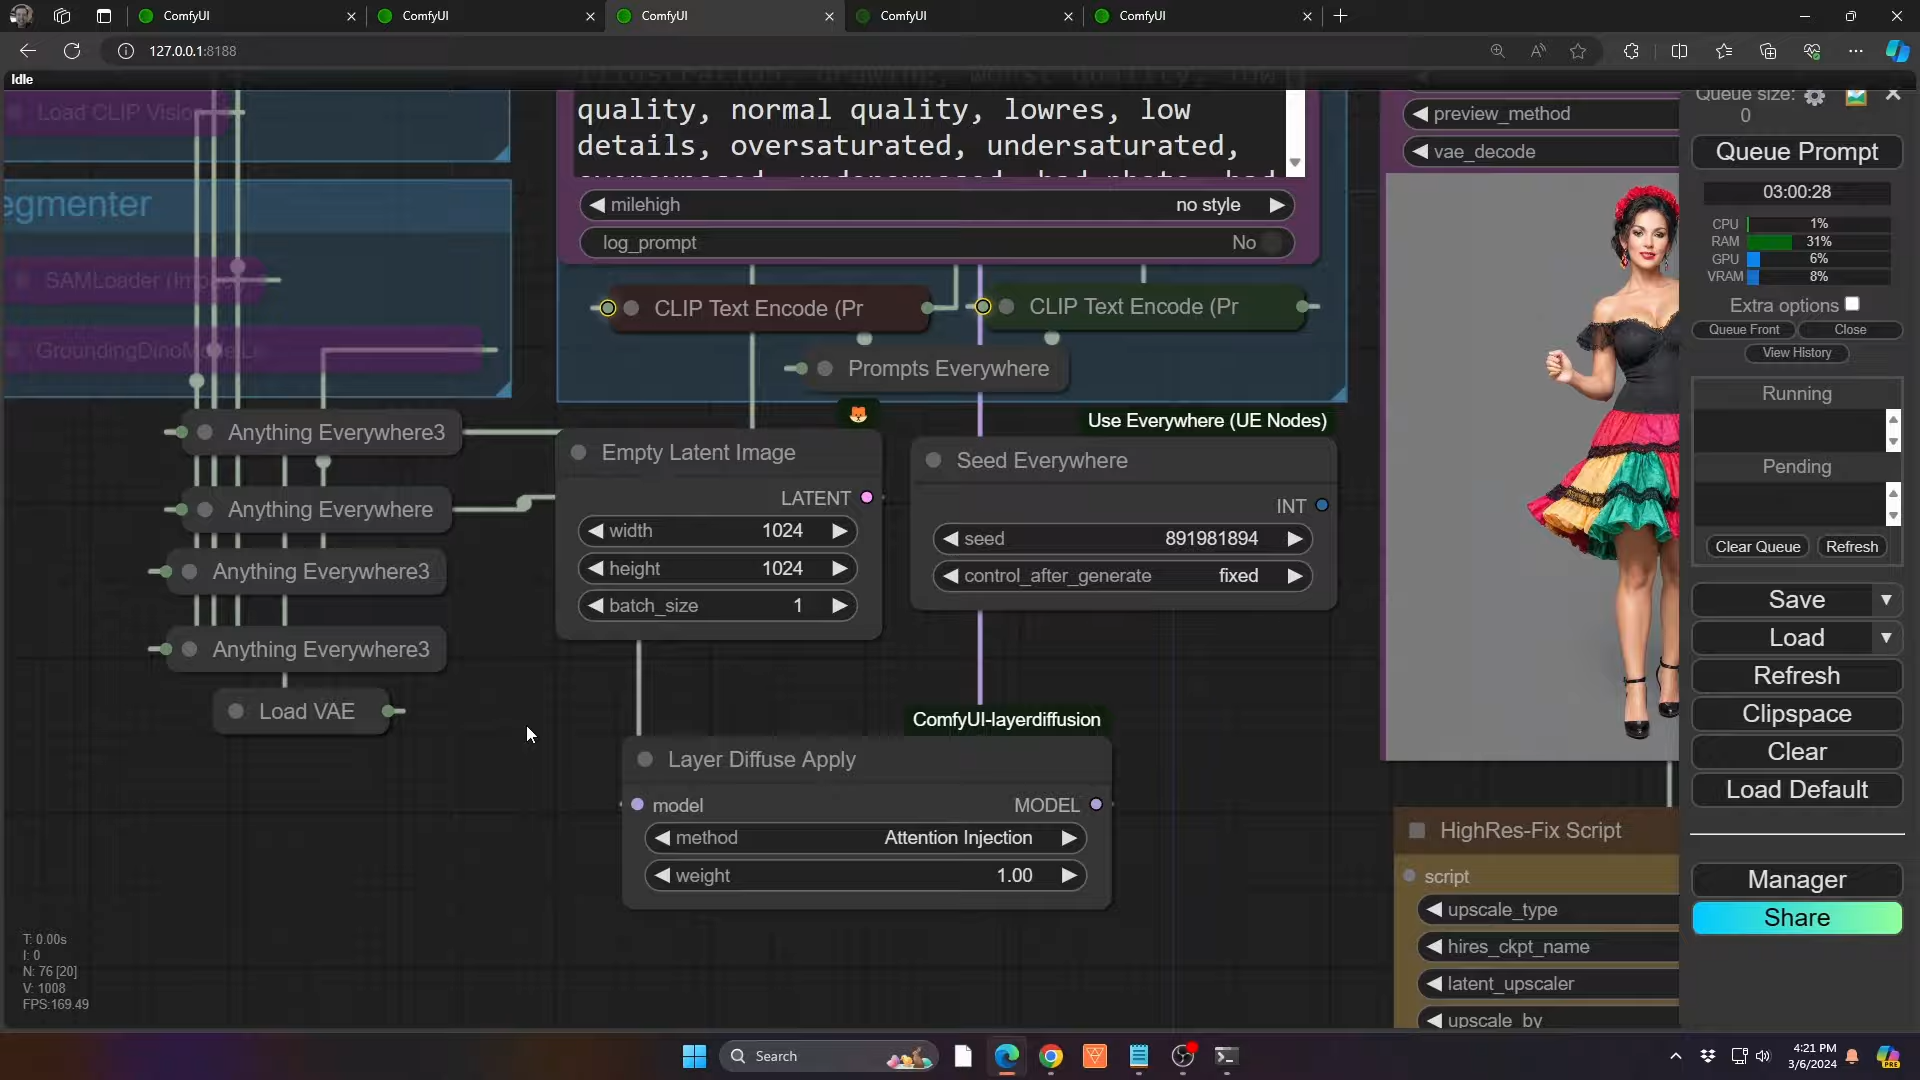 ComfyUI
ComfyUI
ComfyUI
ComfyUI
ComfyUI
127.0.0.1:8188
Idle
Load CLIP Vision
egmenter
SAMLoader (Imp
quality, normal quality, lowres, low
details, oversaturated, undersaturated,
milehigh no style
log_prompt No
CLIP Text Encode (Pr
CLIP Text Encode (Pr
Prompts Everywhere
Use Everywhere (UE Nodes)
Anything Everywhere3
Anything Everywhere
Anything Everywhere3
Anything Everywhere3
Load VAE
Empty Latent Image
LATENT
width 1024
height 1024
batch_size 1
Seed Everywhere
INT
seed 891981894
control_after_generate fixed
ComfyUI-layerdiffusion
Layer Diffuse Apply
model MODEL
method Attention Injection
weight 1.00
preview_method
vae_decode
HighRes-Fix Script
script
upscale_type
hires_ckpt_name
latent_upscaler
upscale_by
Queue size:
0
Queue Prompt
03:00:28
CPU 1%
RAM 31%
GPU 6%
VRAM 8%
Extra options
Queue Front Close
View History
Running
Pending
Clear Queue Refresh
Save
Load
Refresh
Clipspace
Clear
Load Default
Manager
Share
T: 0.00s
I: 0
N: 76 [20]
V: 1008
FPS:169.49
Search
4:21 PM
3/6/2024
PRE